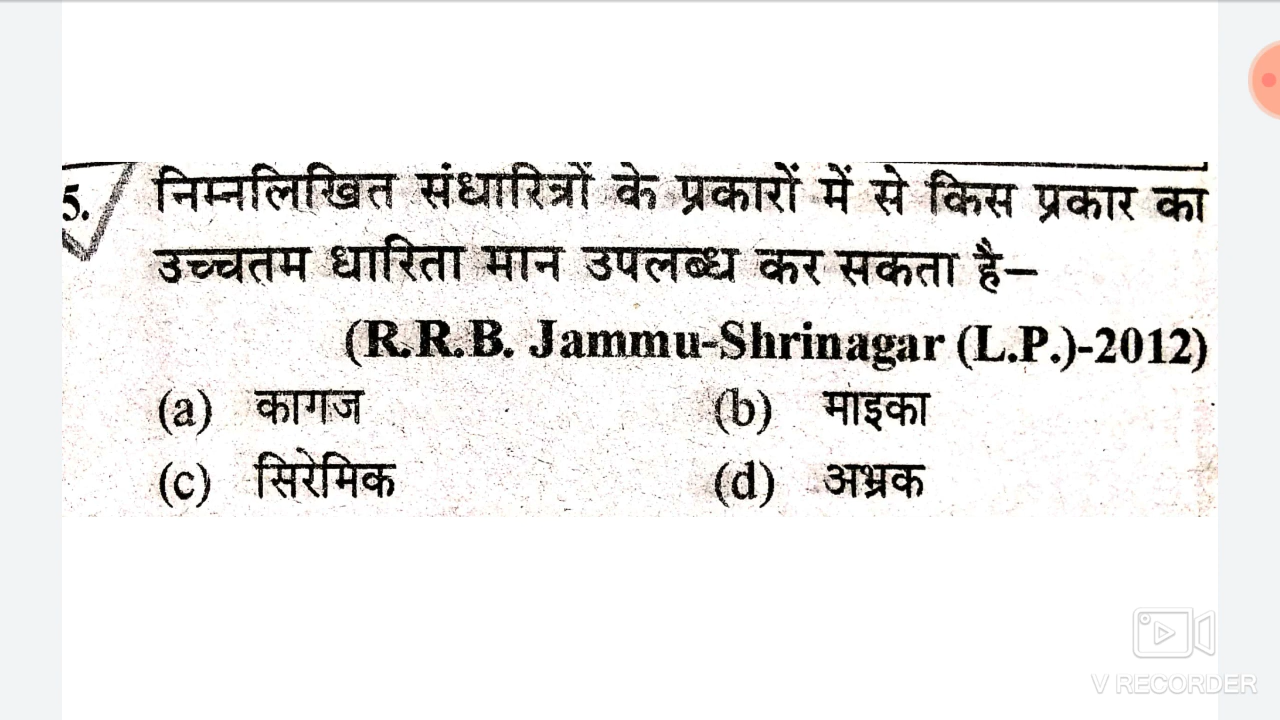 5. निम्नलिखित संधारित्रों के प्रकारों में से किस प्रकार का
उच्चतम धारिता मान उपलब्ध कर सकता है–
(R.R.B. Jammu-Shrinagar (L.P.)-2012)
(a) कागज (b) माइका
(c) सिरेमिक (d) अभ्रक
V RECORDER